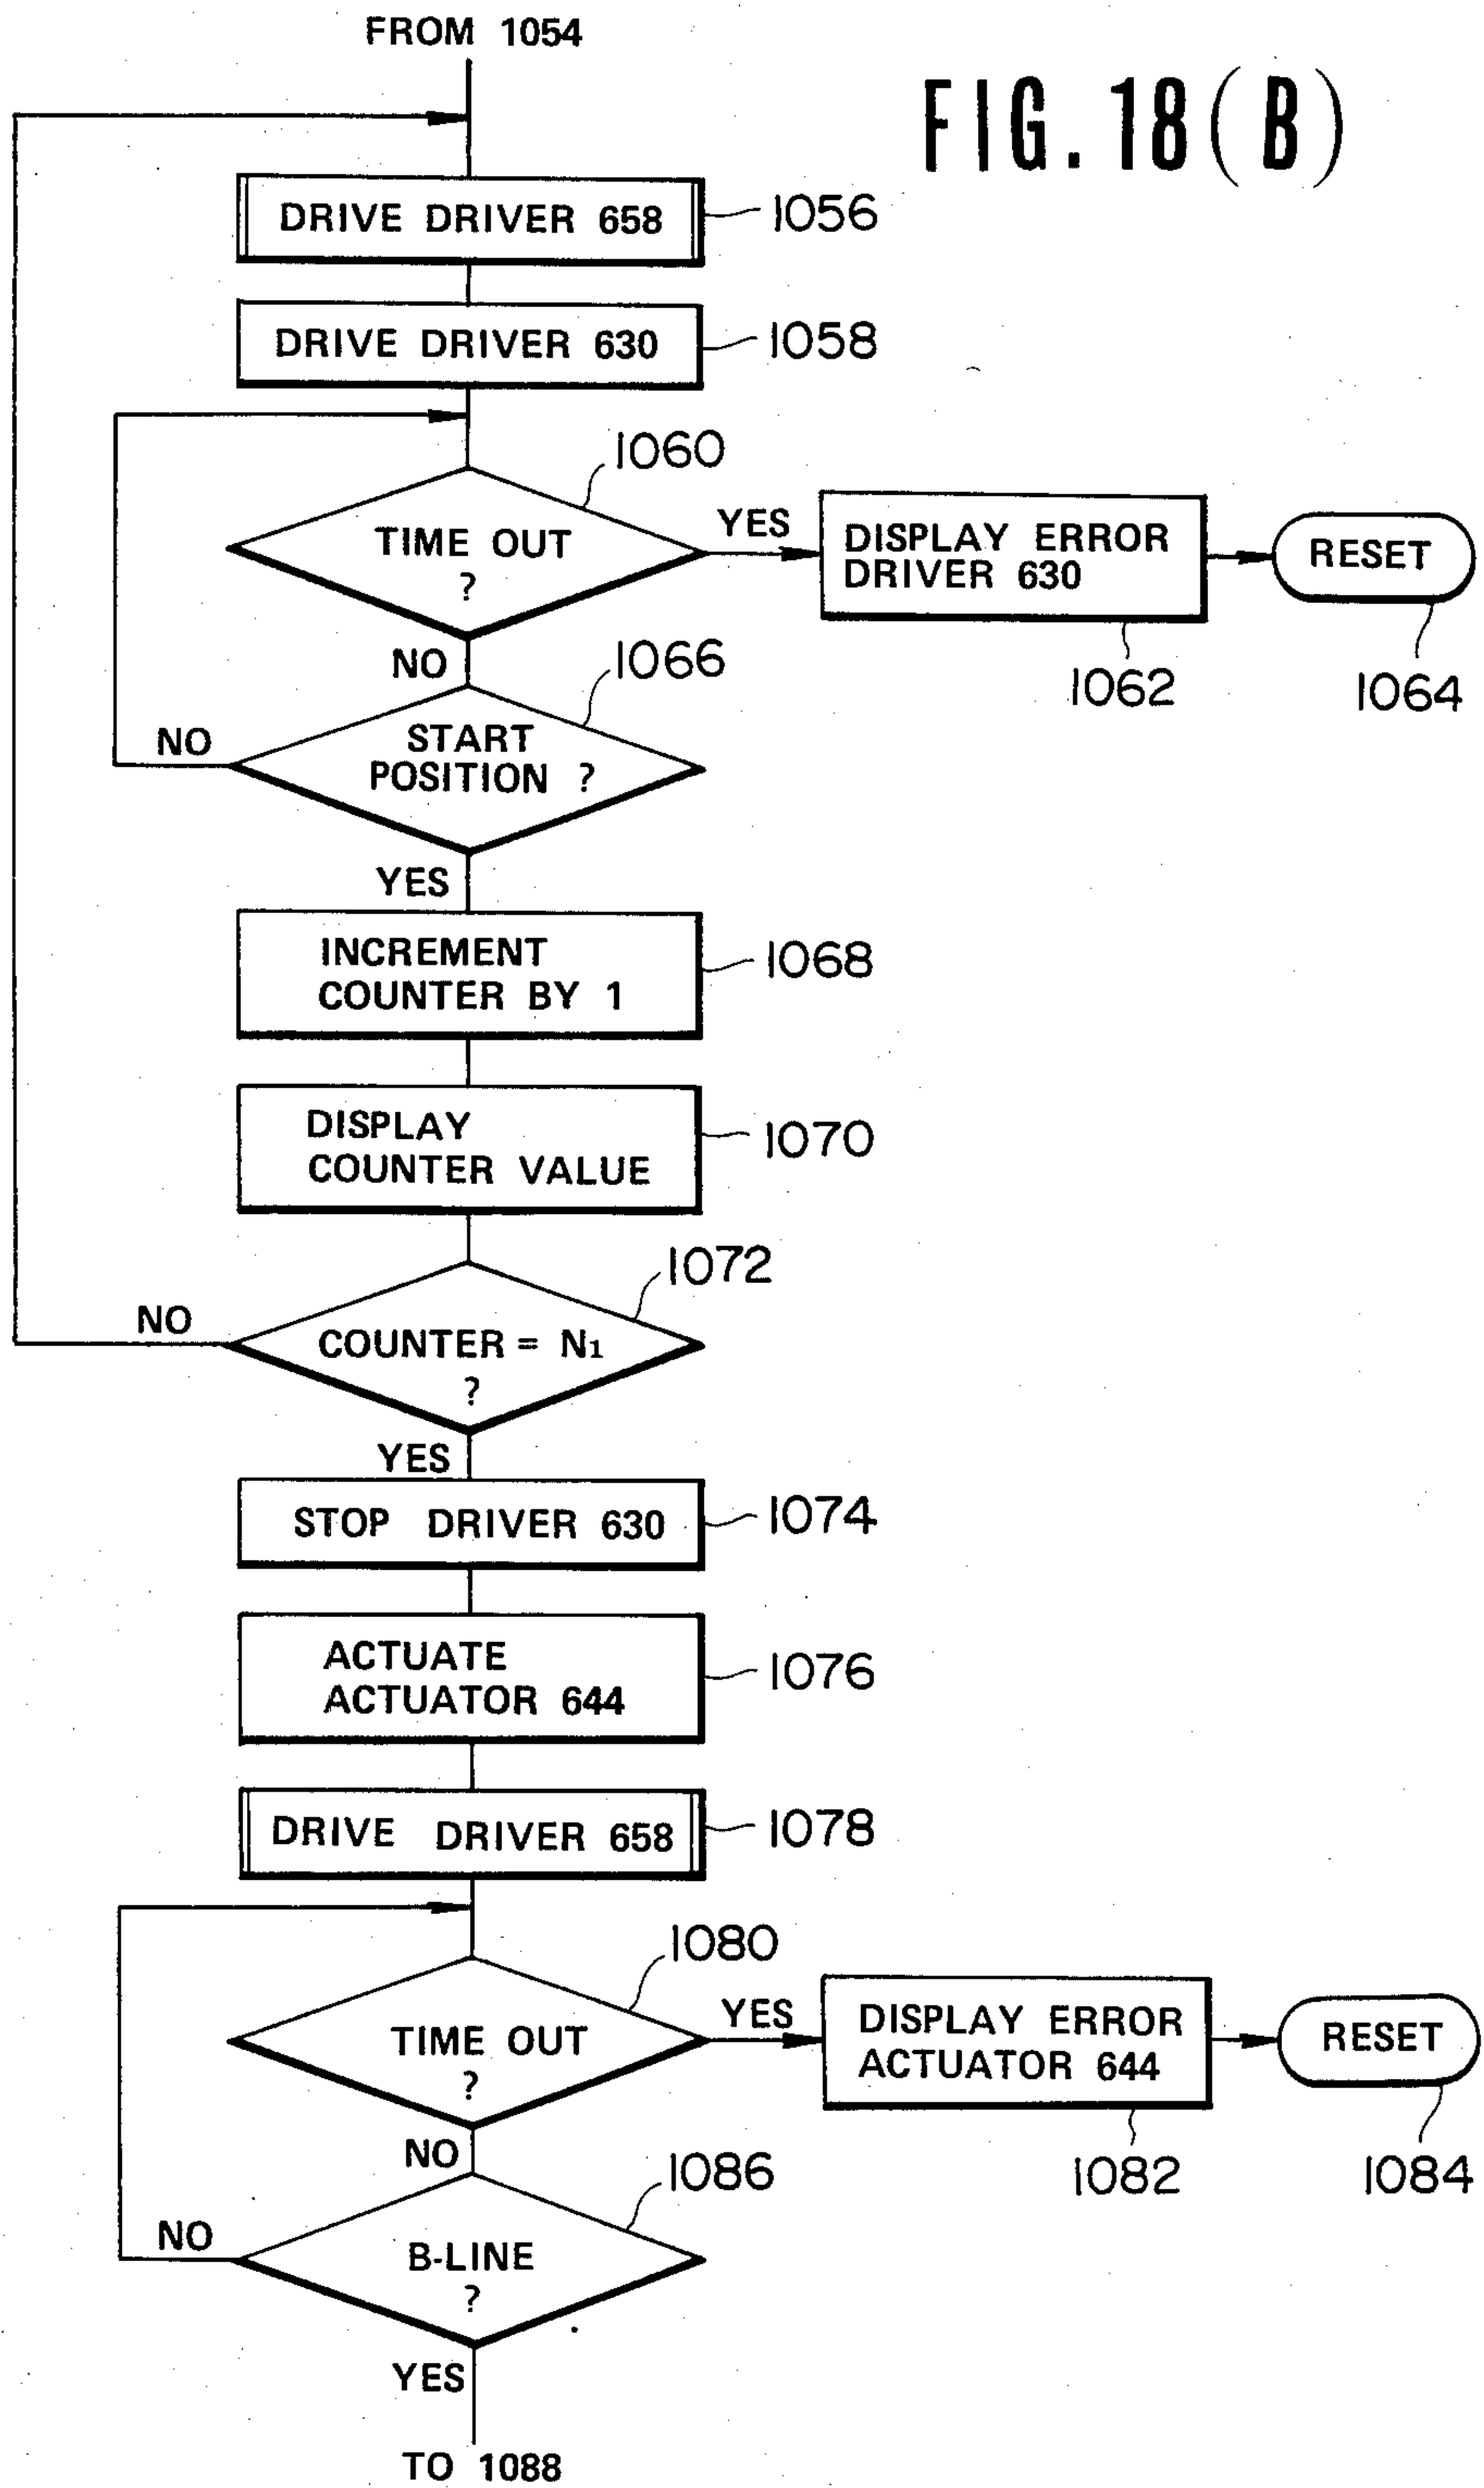 FROM 1054
FIG. 18(B)
DRIVE DRIVER 658
1056
DRIVE DRIVER 630
1058
1060
TIME OUT
?
YES
DISPLAY ERROR
DRIVER 630
1062
RESET
1064
NO
1066
START
POSITION ?
NO
YES
INCREMENT
COUNTER BY 1
1068
DISPLAY
COUNTER VALUE
1070
1072
COUNTER = N1
?
NO
YES
STOP DRIVER 630
1074
ACTUATE
ACTUATOR 644
1076
DRIVE DRIVER 658
1078
1080
TIME OUT
?
YES
DISPLAY ERROR
ACTUATOR 644
1082
RESET
1084
NO
1086
B-LINE
?
NO
YES
TO 1088